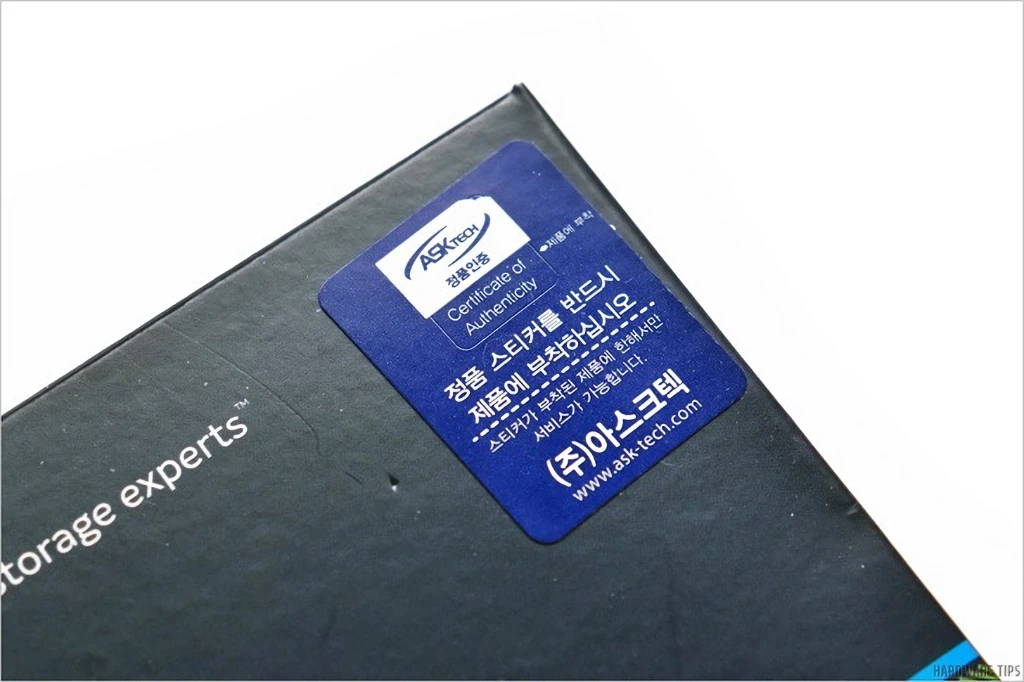 ASKTECH
정품인증
Certificate of
Authenticity
제품에 부착
정품 스티커를 반드시
제품에 부착하십시오
스티커가 부착된 제품에 한해서만
서비스가 가능합니다.
(주)아스크텍
www.ask-tech.com
storage experts™
HARDWARE TIPS